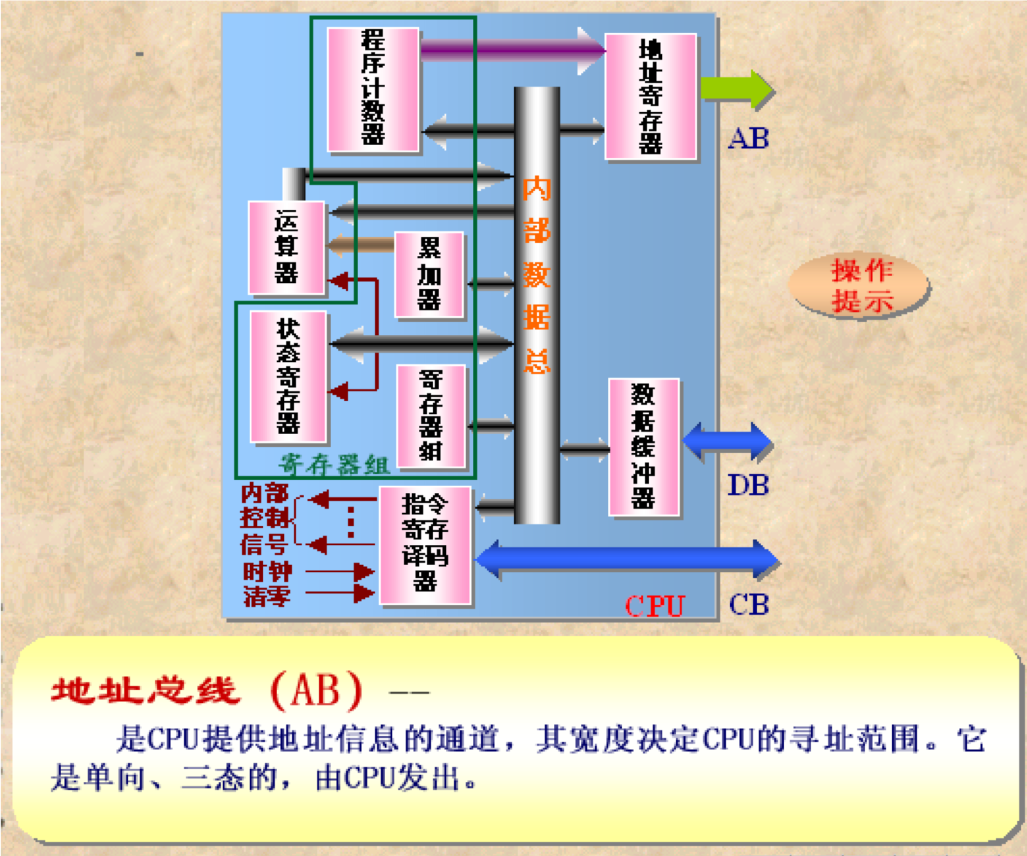 程序计数器
地址寄存器
AB
内部数据总
运算器
累加器
操作
提示
状态寄存器
寄存器组
数据缓冲器
寄存器组
DB
内部
控制
信号
时钟
清零
指令
寄存
译码
器
CPU
CB
地址总线 (AB) --
是CPU提供地址信息的通道，其宽度决定CPU的寻址范围。它
是单向、三态的，由CPU发出。